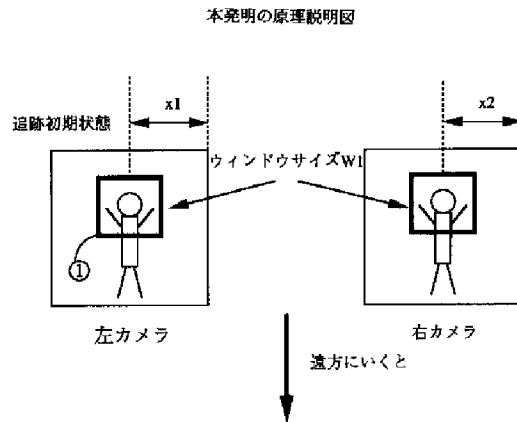 本発明の原理説明図
x1
x2
追跡初期状態
ウィンドウサイズW1
①
左カメラ
右カメラ
遠方にいくと